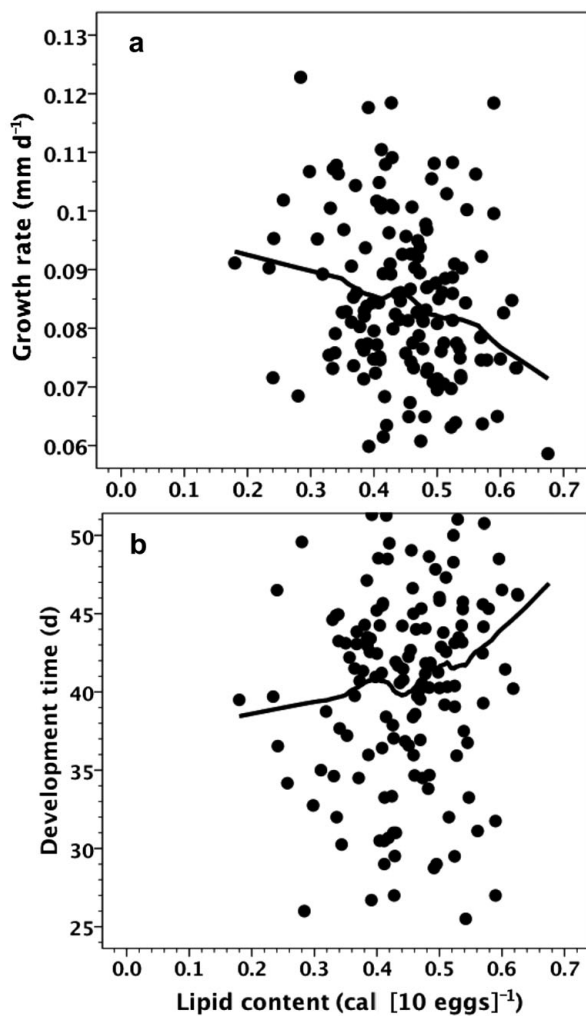 a
Growth rate (mm d⁻¹)
0.13
0.12
0.11
0.1
0.09
0.08
0.07
0.06
0.0 0.1 0.2 0.3 0.4 0.5 0.6 0.7
b
Development time (d)
50
45
40
35
30
25
0.0 0.1 0.2 0.3 0.4 0.5 0.6 0.7
Lipid content (cal [10 eggs]⁻¹)